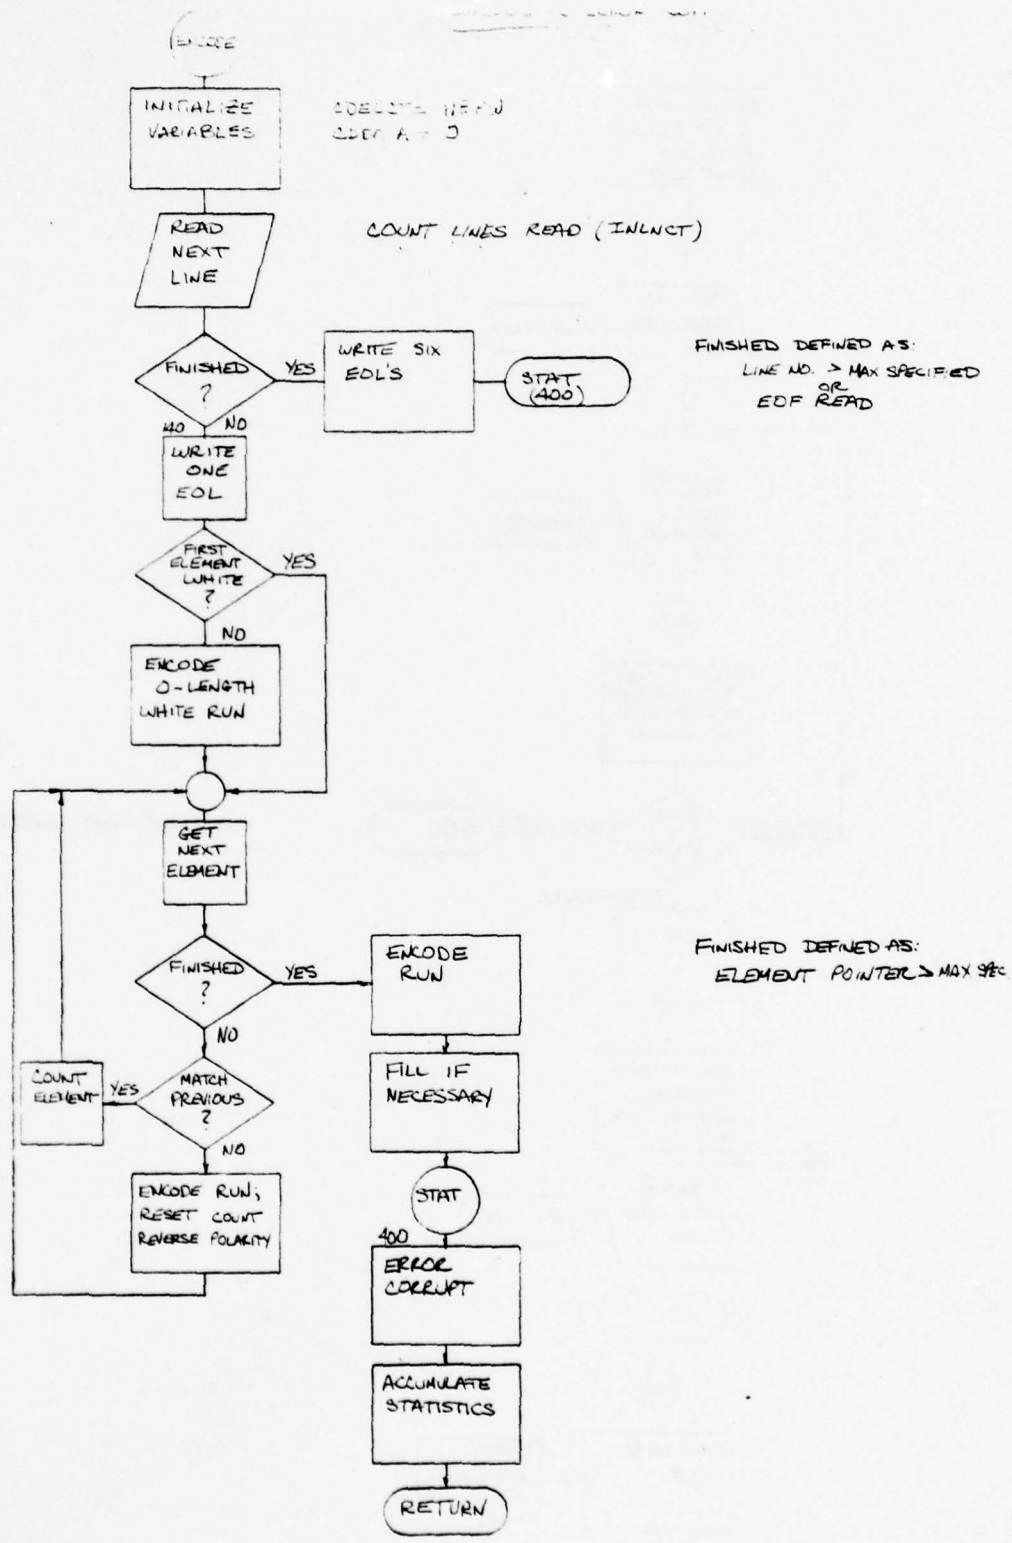 ENCODE
INITIALIZE
VARIABLES
READ
NEXT
LINE
COUNT LINES READ (INLNCT)
FINISHED
?
YES
WRITE SIX
EOL'S
STAT
(400)
FINISHED DEFINED AS:
LINE NO. > MAX SPECIFIED
OR
EOF READ
40
NO
WRITE
ONE
EOL
FIRST
ELEMENT
WHITE
?
YES
NO
ENCODE
0-LENGTH
WHITE RUN
GET
NEXT
ELEMENT
FINISHED
?
YES
ENCODE
RUN
FINISHED DEFINED AS:
ELEMENT POINTER > MAX SPEC
NO
COUNT
ELEMENT
YES
MATCH
PREVIOUS
?
FILL IF
NECESSARY
NO
ENCODE RUN;
RESET COUNT
REVERSE POLARITY
STAT
400
ERROR
CORRUPT
ACCUMULATE
STATISTICS
RETURN